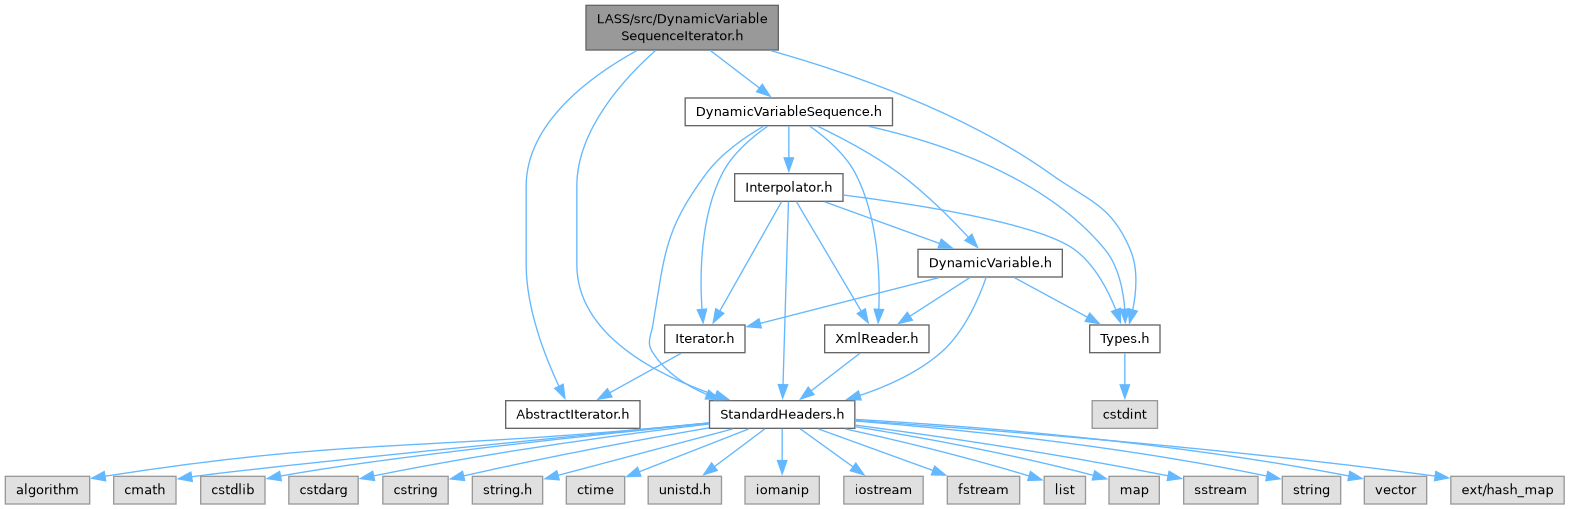 LASS/src/DynamicVariable
SequenceIterator.h
DynamicVariableSequence.h
Interpolator.h
DynamicVariable.h
Iterator.h
XmlReader.h
Types.h
AbstractIterator.h
StandardHeaders.h
cstdint
algorithm
cmath
cstdlib
cstdarg
cstring
string.h
ctime
unistd.h
iomanip
iostream
fstream
list
map
sstream
string
vector
ext/hash_map